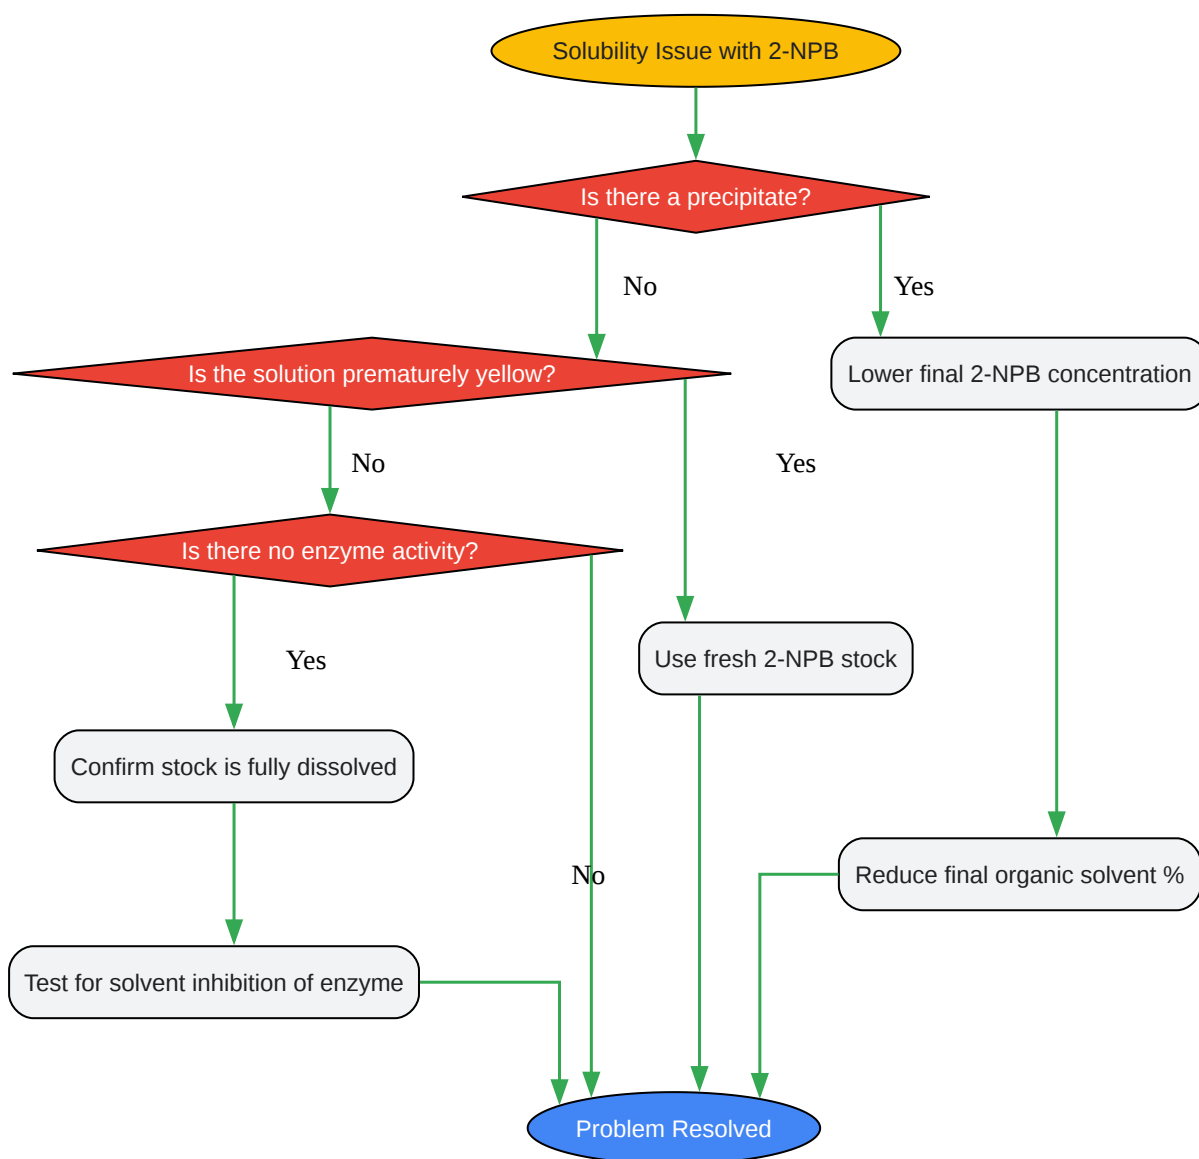 Solubility Issue with 2-NPB
Is there a precipitate?
No
Yes
Is the solution prematurely yellow?
Lower final 2-NPB concentration
No
Yes
Is there no enzyme activity?
Yes
Use fresh 2-NPB stock
Confirm stock is fully dissolved
No
Reduce final organic solvent %
Test for solvent inhibition of enzyme
Problem Resolved